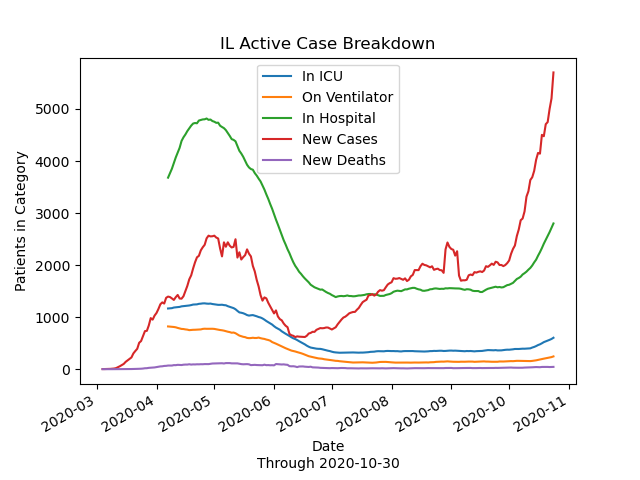 IL Active Case Breakdown
In ICU
On Ventilator
In Hospital
New Cases
New Deaths
Patients in Category
5000
4000
3000
2000
1000
0
2020-03
2020-04
2020-05
2020-06
2020-07
2020-08
2020-09
2020-10
2020-11
Date
Through 2020-10-30